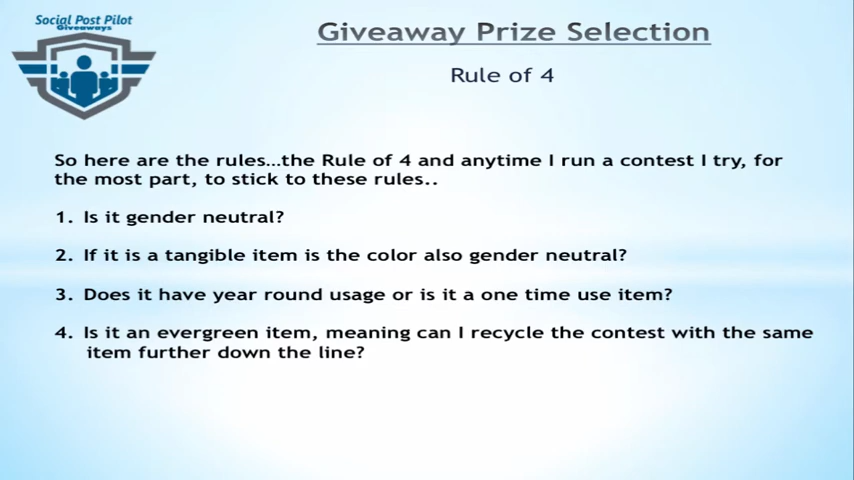 Social Post Pilot
Giveaways
Giveaway Prize Selection
Rule of 4
So here are the rules...the Rule of 4 and anytime I run a contest I try, for
the most part, to stick to these rules..
1. Is it gender neutral?
2. If it is a tangible item is the color also gender neutral?
3. Does it have year round usage or is it a one time use item?
4. Is it an evergreen item, meaning can I recycle the contest with the same
item further down the line?